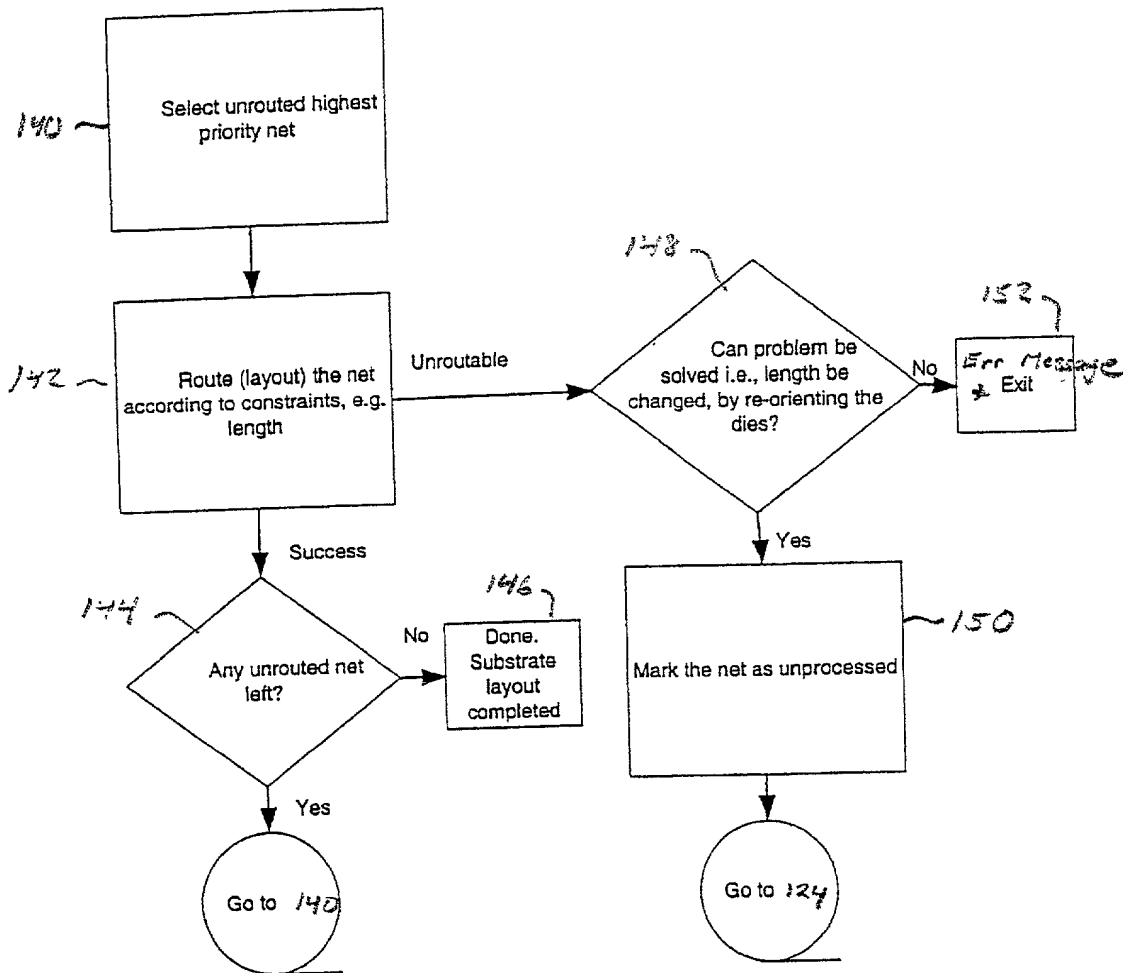 140
Select unrouted highest
priority net
142
Route (layout) the net
according to constraints, e.g.
length
Unroutable
148
Can problem be
solved i.e., length be
changed, by re-orienting the
dies?
No
152
Err Message
& Exit
Success
Yes
144
Any unrouted net
left?
No
146
Done.
Substrate
layout
completed
150
Mark the net as unprocessed
Yes
Go to 140
Go to 124